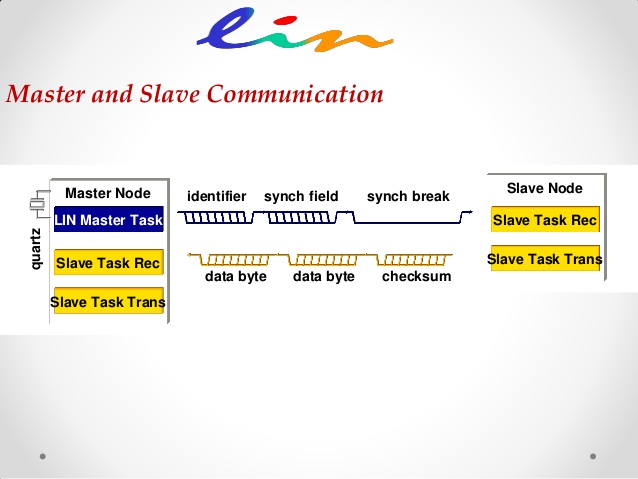 lin
Master and Slave Communication
Master Node
LIN Master Task
quartz
Slave Task Rec
Slave Task Trans
identifier synch field synch break
data byte data byte checksum
Slave Node
Slave Task Rec
Slave Task Trans